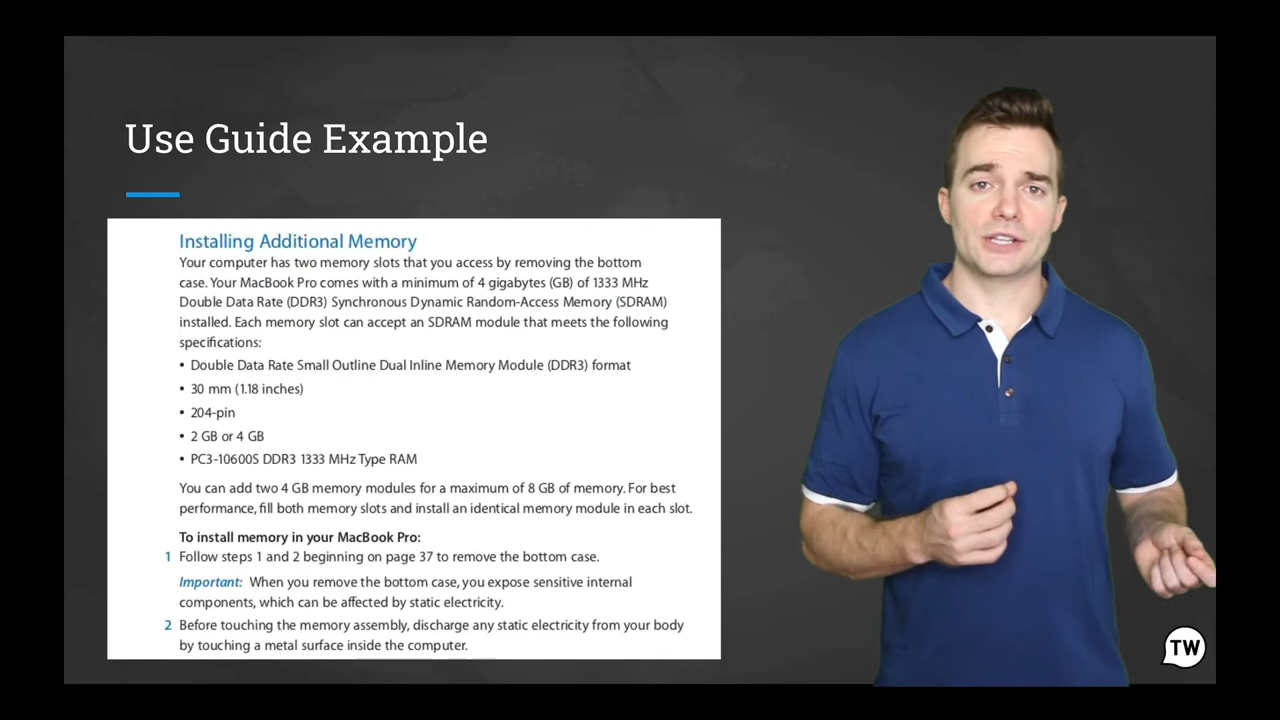 Use Guide Example
Installing Additional Memory
Your computer has two memory slots that you access by removing the bottom
case. Your MacBook Pro comes with a minimum of 4 gigabytes (GB) of 1333 MHz
Double Data Rate (DDR3) Synchronous Dynamic Random-Access Memory (SDRAM)
installed. Each memory slot can accept an SDRAM module that meets the following
specifications:
• Double Data Rate Small Outline Dual Inline Memory Module (DDR3) format
• 30 mm (1.18 inches)
• 204-pin
• 2 GB or 4 GB
• PC3-10600S DDR3 1333 MHz Type RAM
You can add two 4 GB memory modules for a maximum of 8 GB of memory. For best
performance, fill both memory slots and install an identical memory module in each slot.
To install memory in your MacBook Pro:
1 Follow steps 1 and 2 beginning on page 37 to remove the bottom case.
Important: When you remove the bottom case, you expose sensitive internal
components, which can be affected by static electricity.
2 Before touching the memory assembly, discharge any static electricity from your body
by touching a metal surface inside the computer.
TW